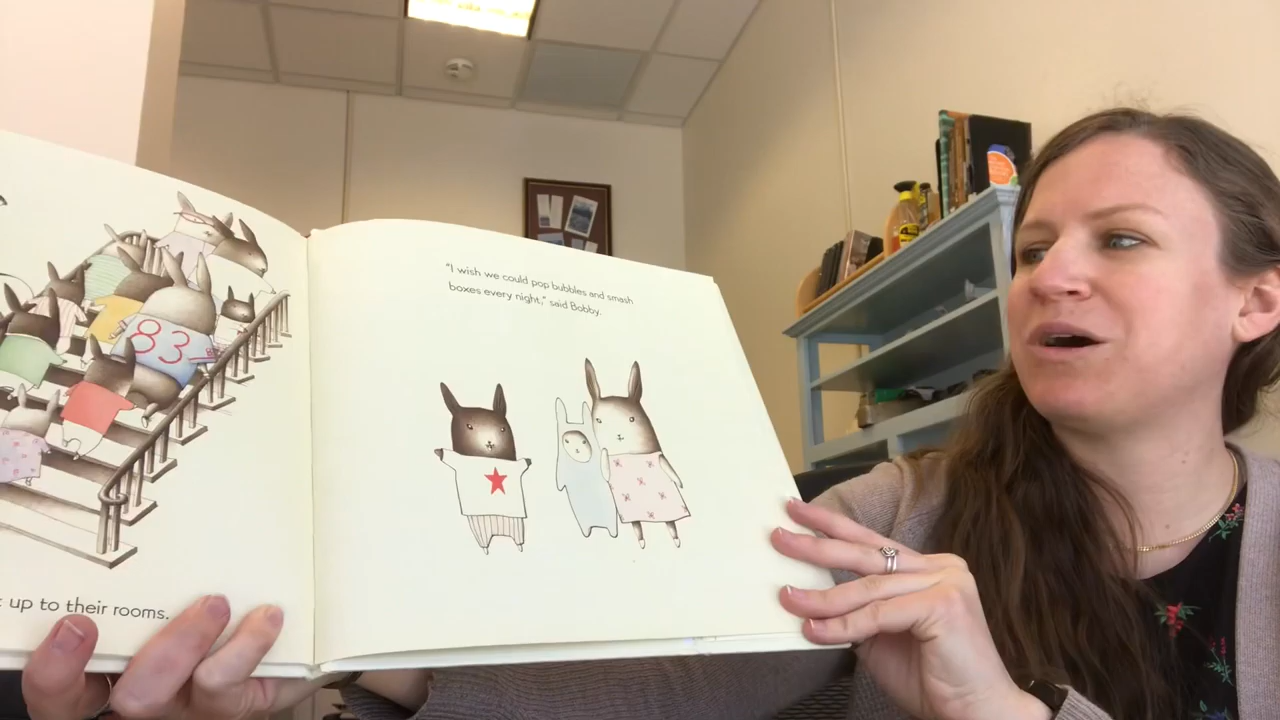 83
up to their rooms.
"I wish we could pop bubbles and smash
boxes every night," said Bobby.